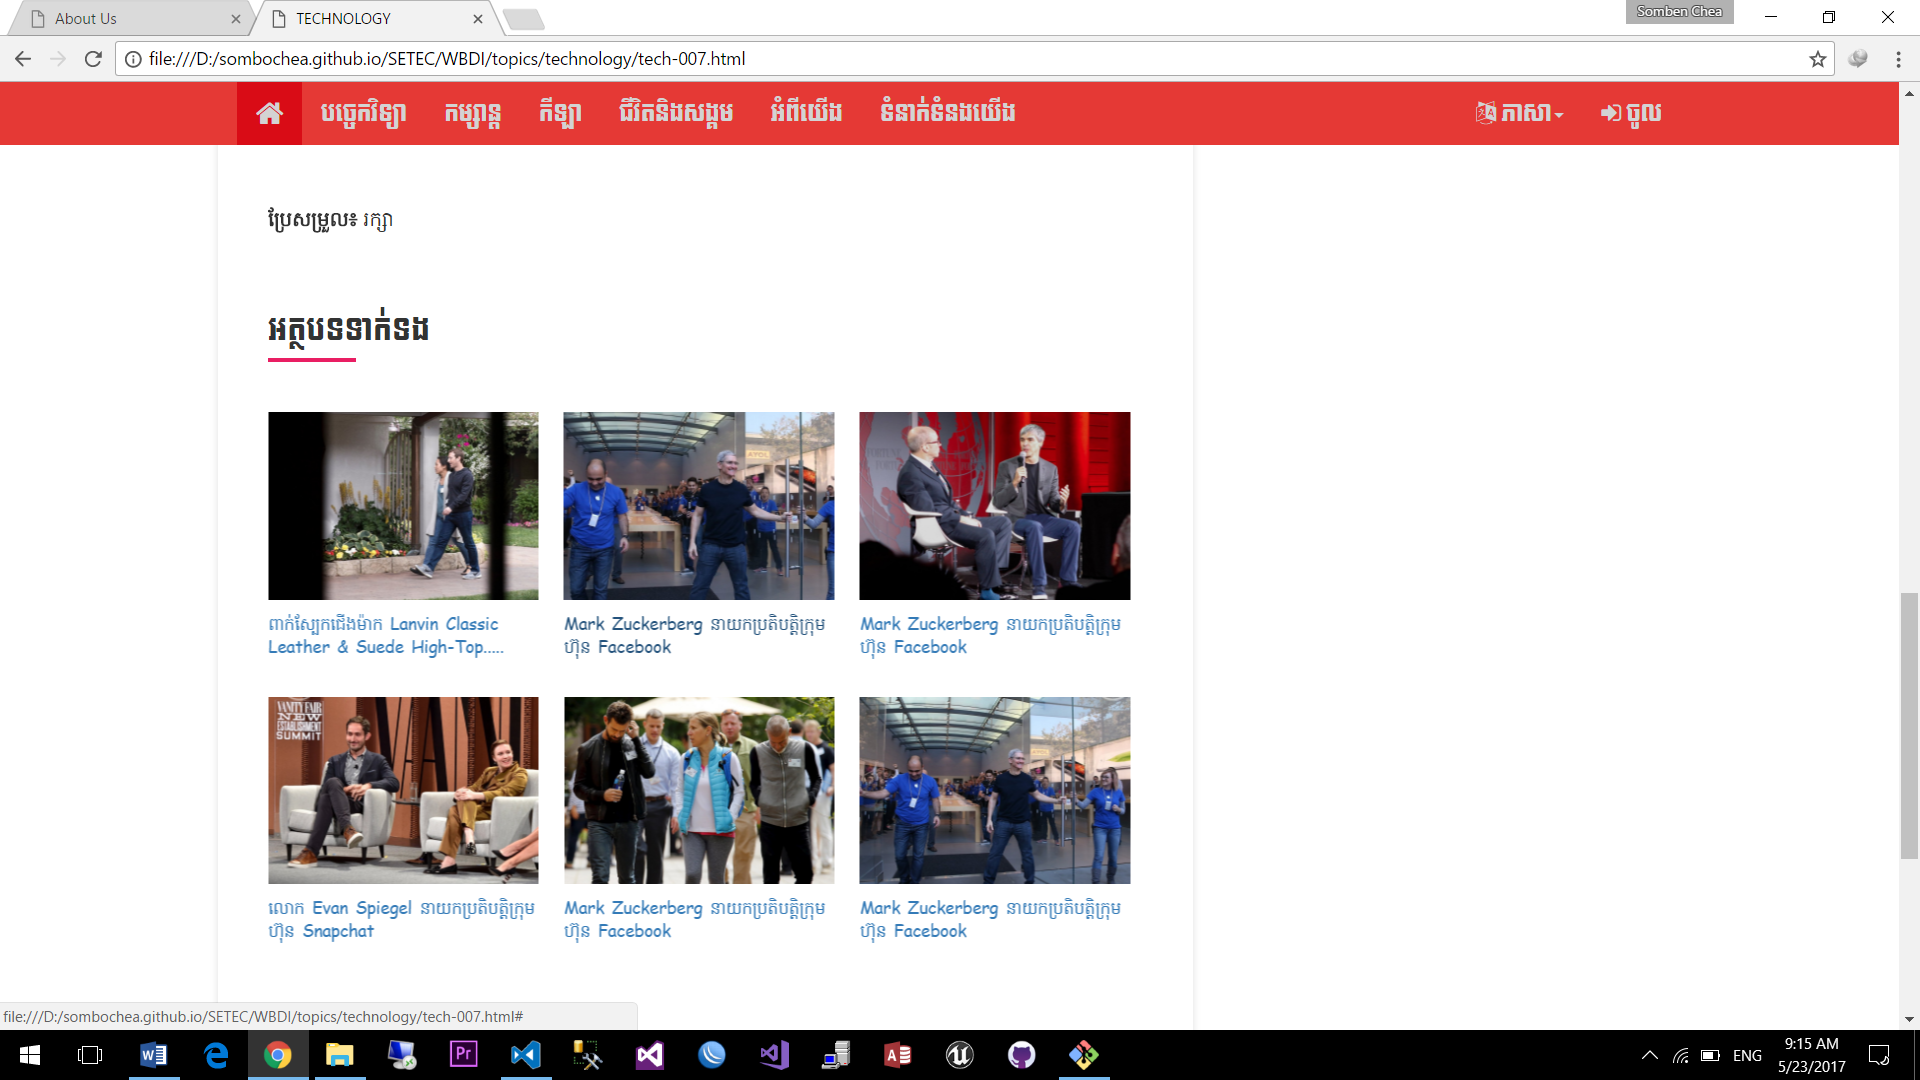 About Us
TECHNOLOGY
Somben Chea
file:///D:/sombochea.github.io/SETEC/WBDI/topics/technology/tech-007.html
បច្ចេកវិទ្យា កម្សាន្ត កីឡា ជីវិតនិងសង្គម អំពីយើង ទំនាក់ទំនងយើង ភាសា ចូល
ប្រែសម្រួល៖ រក្សា
អត្ថបទទាក់ទង
ពាក់ស្បែកជើងម៉ាក Lanvin Classic
Leather & Suede High-Top.....
Mark Zuckerberg នាយកប្រតិបត្តិក្រុម
ហ៊ុន Facebook
Mark Zuckerberg នាយកប្រតិបត្តិក្រុម
ហ៊ុន Facebook
VANITY FAIR
NEW
ESTABLISHMENT
SUMMIT
លោក Evan Spiegel នាយកប្រតិបត្តិក្រុម
ហ៊ុន Snapchat
Mark Zuckerberg នាយកប្រតិបត្តិក្រុម
ហ៊ុន Facebook
Mark Zuckerberg នាយកប្រតិបត្តិក្រុម
ហ៊ុន Facebook
file:///D:/sombochea.github.io/SETEC/WBDI/topics/technology/tech-007.html#
ENG
9:15 AM
5/23/2017